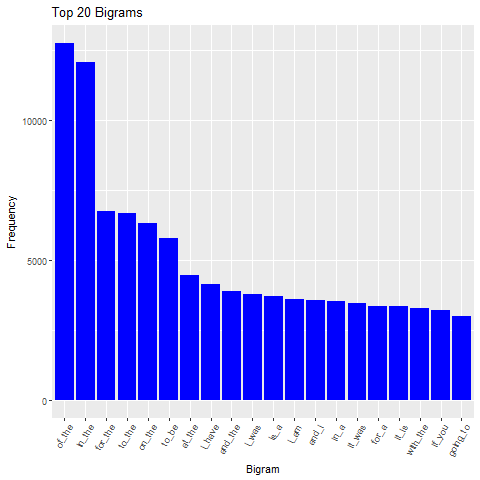 Top 20 Bigrams
Frequency
10000
5000
0
of_the
in_the
for_the
to_the
on_the
to_be
at_the
i_have
and_the
i_was
is_a
i_am
and_i
in_a
it_was
for_a
it_is
with_the
if_you
going_to
Bigram